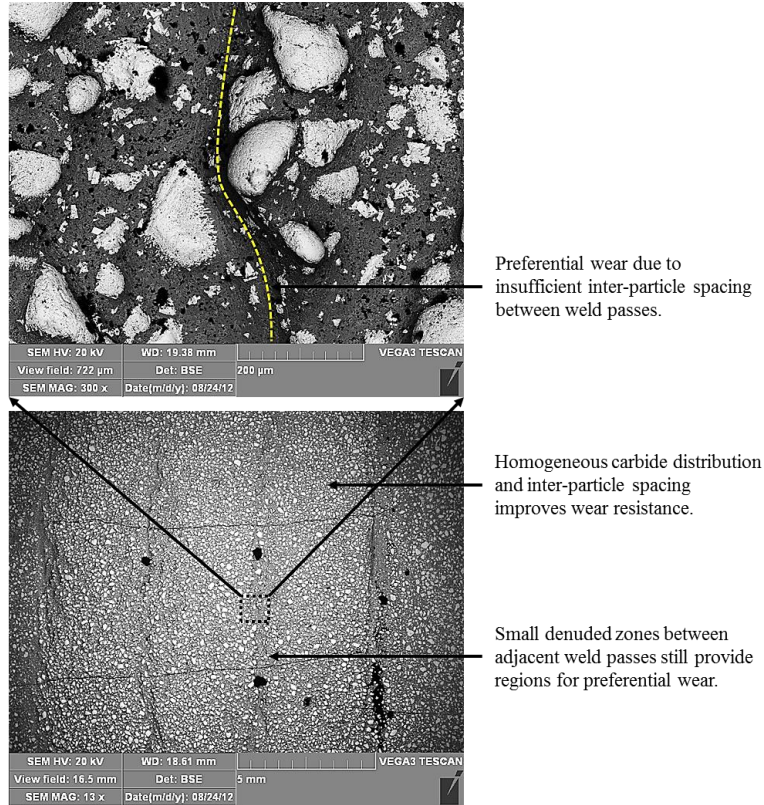 SEM HV: 20 kV WD: 19.38 mm VEGA3 TESCAN
View field: 722 µm Det: BSE 200 µm
SEM MAG: 300 x Date(m/d/y): 08/24/12
Preferential wear due to
insufficient inter-particle spacing
between weld passes.
Homogeneous carbide distribution
and inter-particle spacing
improves wear resistance.
Small denuded zones between
adjacent weld passes still provide
regions for preferential wear.
SEM HV: 20 kV WD: 18.61 mm VEGA3 TESCAN
View field: 16.5 mm Det: BSE 5 mm
SEM MAG: 13 x Date(m/d/y): 08/24/12